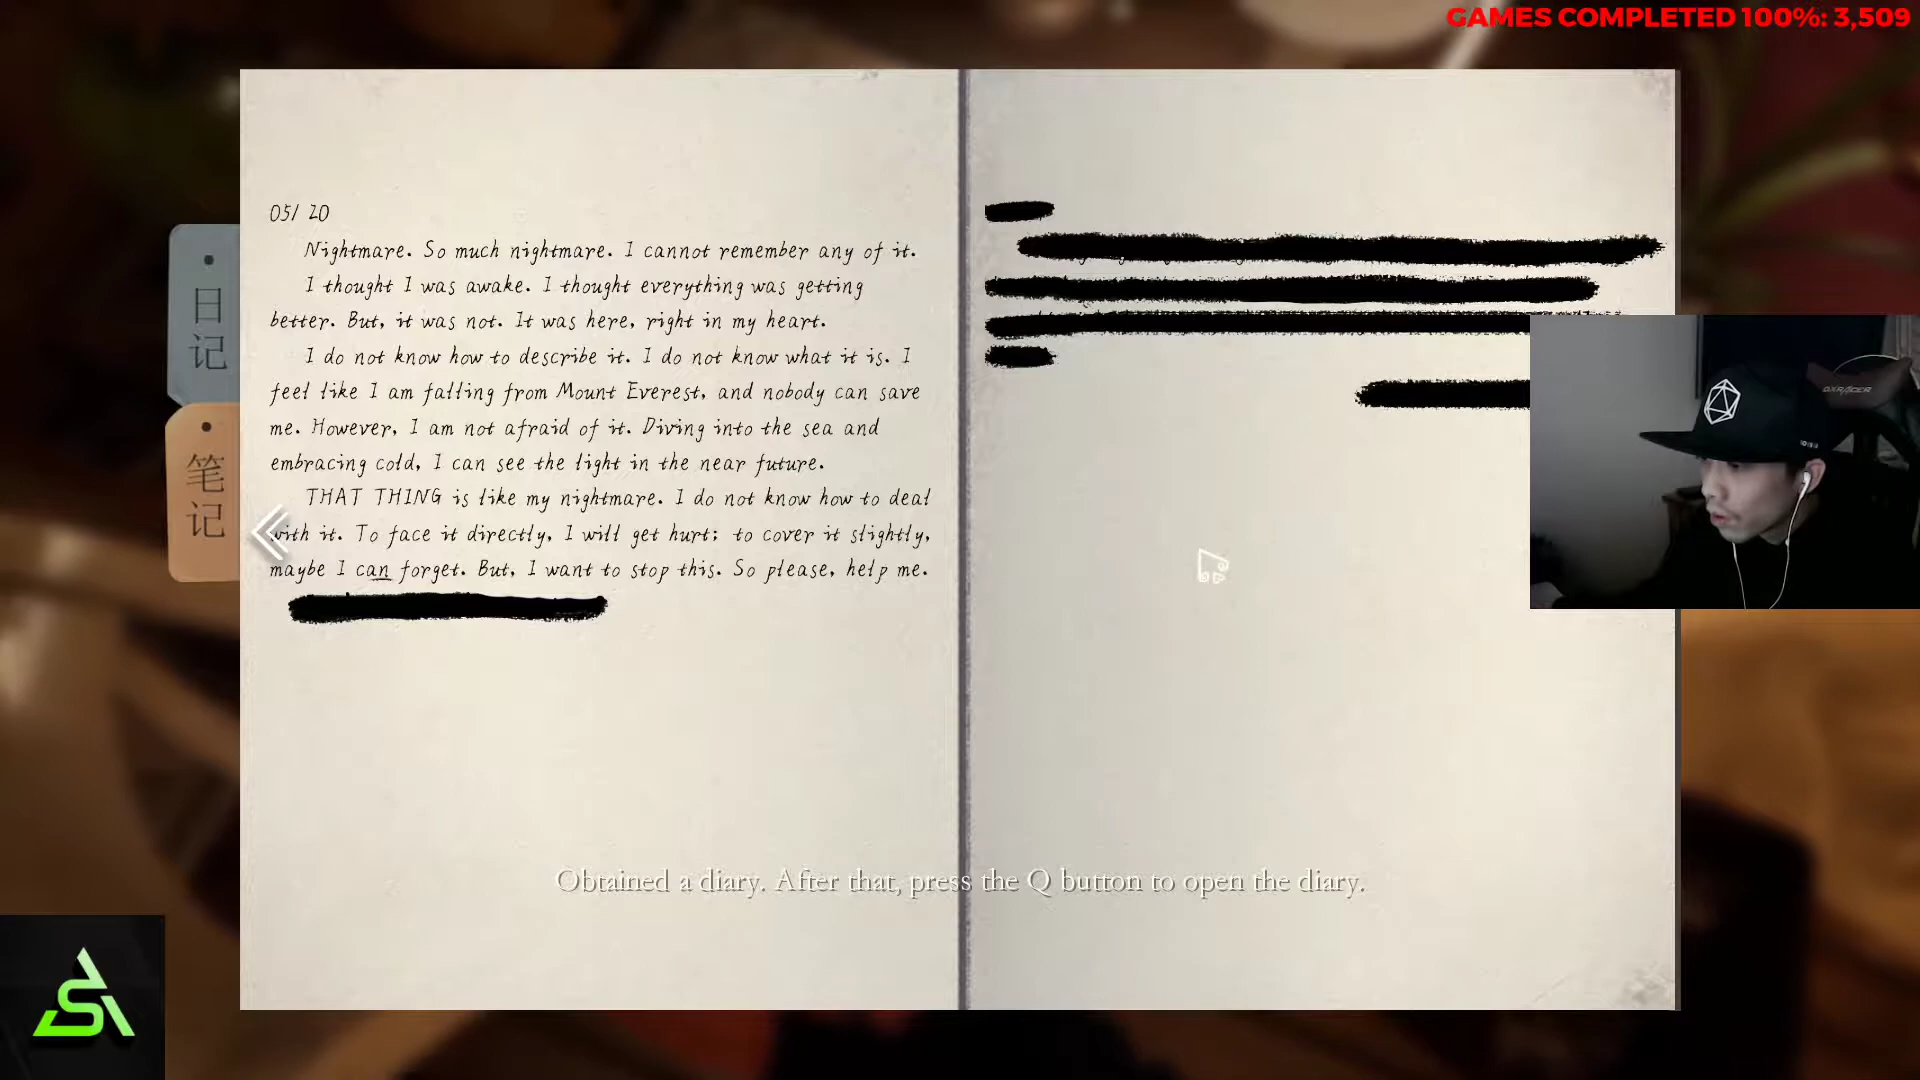 GAMES COMPLETED 100%: 3,509
05/ 20
Nightmare. So much nightmare. I cannot remember any of it.
I thought I was awake. I thought everything was getting
better. But, it was not. It was here, right in my heart.
I do not know how to describe it. I do not know what it is. I
feel like I am falling from Mount Everest, and nobody can save
me. However, I am not afraid of it. Diving into the sea and
embracing cold, I can see the light in the near future.
THAT THING is like my nightmare. I do not know how to deal
with it. To face it directly, I will get hurt; to cover it slightly,
maybe I can forget. But, I want to stop this. So please, help me.
日记
笔记
DXRACER
Obtained a diary. After that, press the Q button to open the diary.